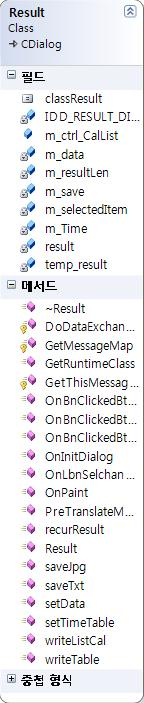 Result
Class
CDialog
필드
classResult
IDD_RESULT_DI...
m_ctrl_CalList
m_data
m_resultLen
m_save
m_selectedItem
m_Time
result
temp_result
메서드
~Result
DoDataExchan...
GetMessageMap
GetRuntimeClass
GetThisMessag...
OnBnClickedBt...
OnBnClickedBt...
OnBnClickedBt...
OnInitDialog
OnLbnSelchan...
OnPaint
PreTranslateM...
recurResult
Result
saveJpg
saveTxt
setData
setTimeTable
writeListCal
writeTable
중첩 형식